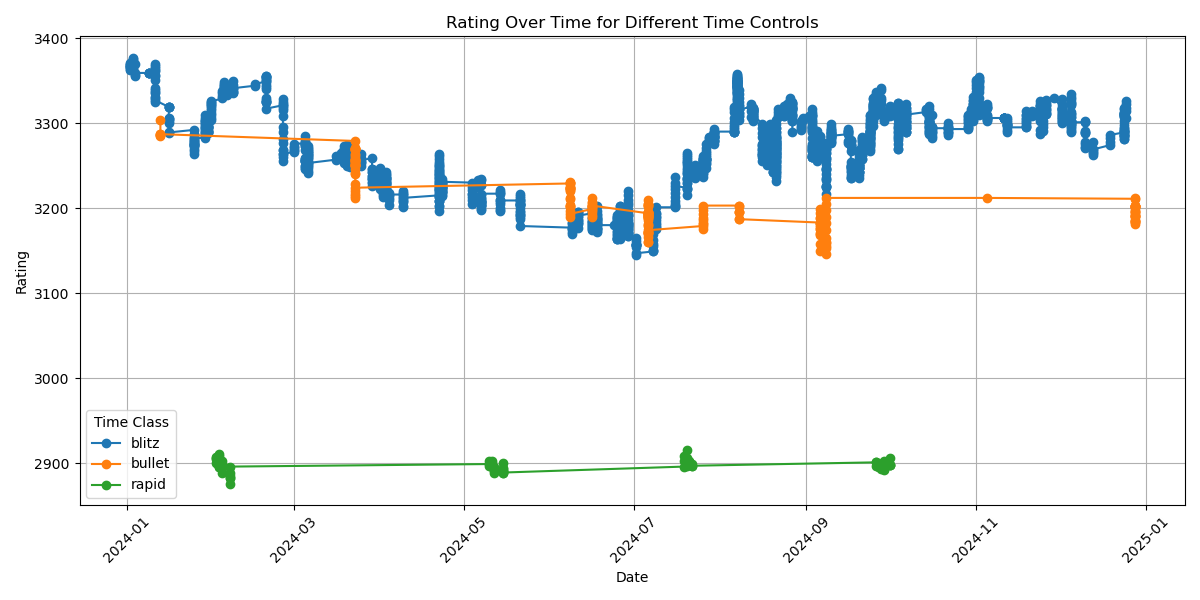 Rating Over Time for Different Time Controls
3400
3300
3200
3100
3000
2900
Rating
Time Class
blitz
bullet
rapid
2024-01
2024-03
2024-05
2024-07
2024-09
2024-11
2025-01
Date